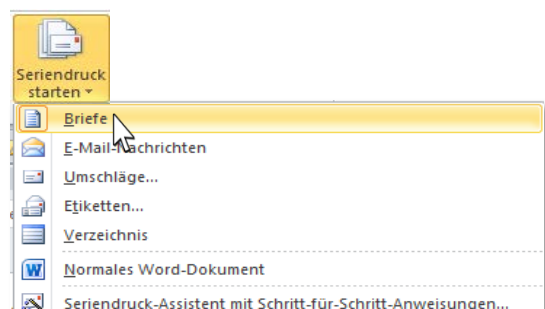 Seriendruck
starten
Briefe
E-Mail-Nachrichten
Umschläge...
Etiketten...
Verzeichnis
Normales Word-Dokument
Seriendruck-Assistent mit Schritt-für-Schritt-Anweisungen...